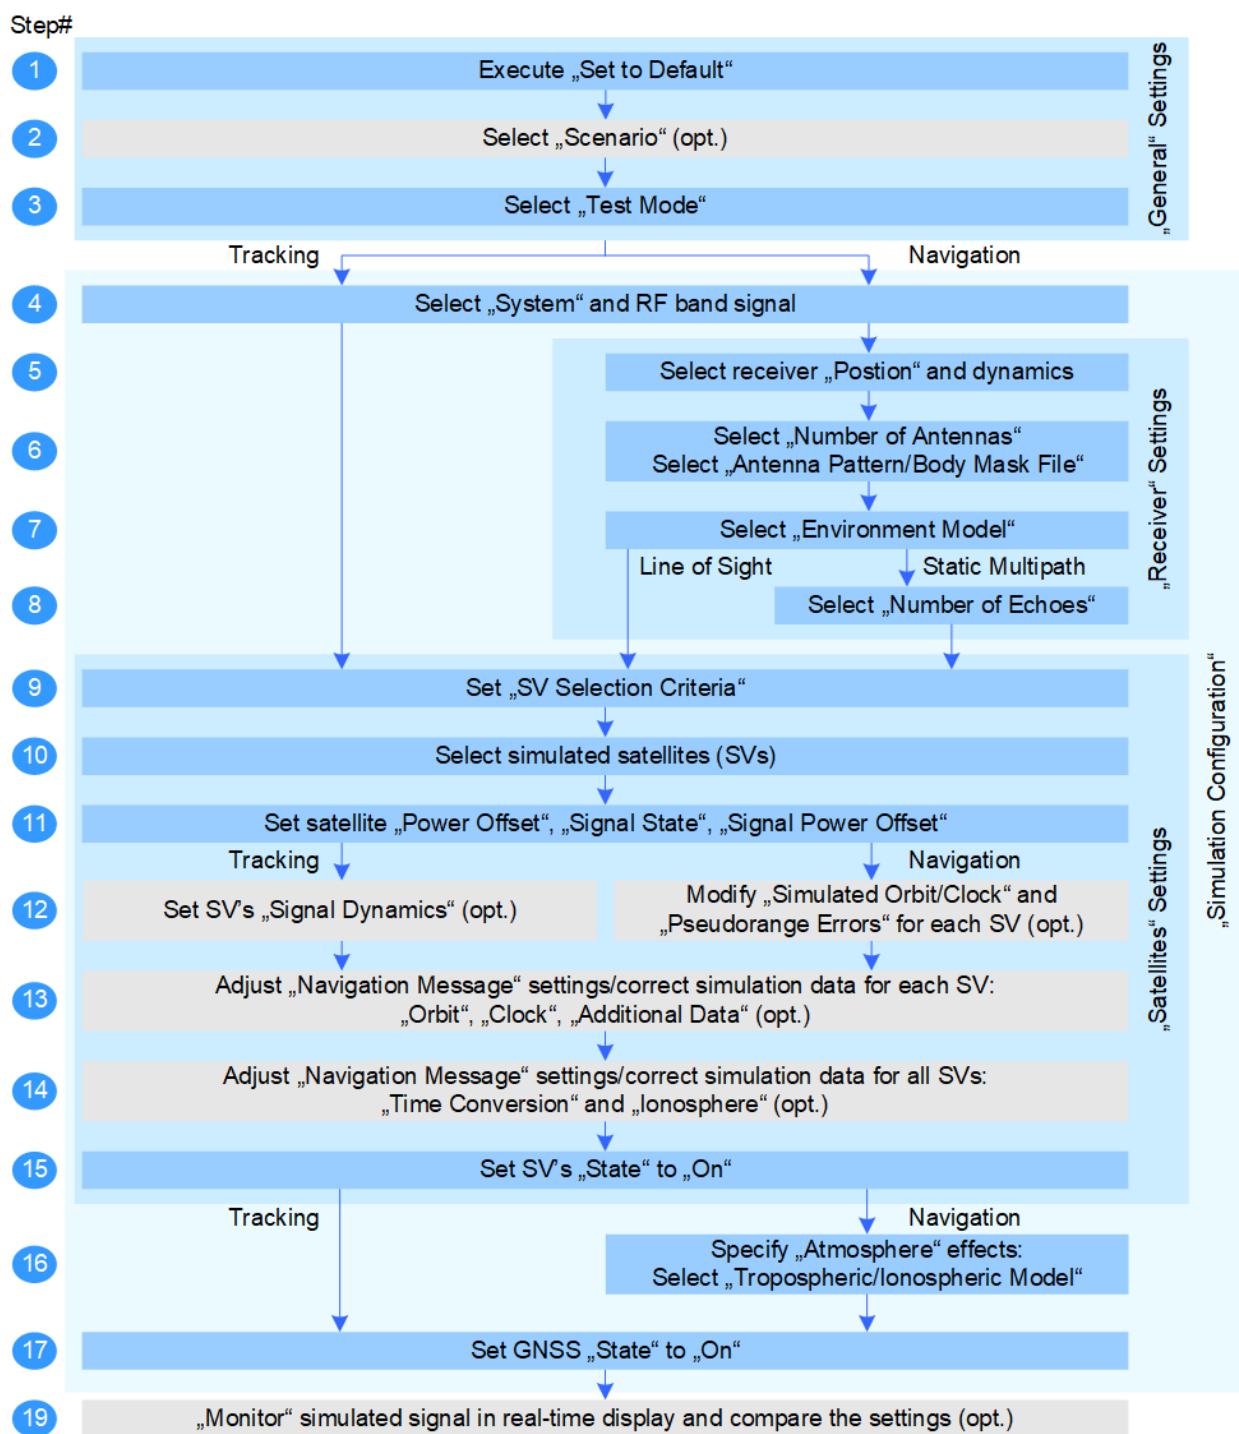 Step#
1
Execute „Set to Default“
2
Select „Scenario“ (opt.)
3
Select „Test Mode“
„General“ Settings
Tracking
Navigation
4
Select „System“ and RF band signal
5
Select receiver „Postion“ and dynamics
6
Select „Number of Antennas“
Select „Antenna Pattern/Body Mask File“
7
Select „Environment Model“
Line of Sight
Static Multipath
8
Select „Number of Echoes“
„Receiver“ Settings
9
Set „SV Selection Criteria“
10
Select simulated satellites (SVs)
11
Set satellite „Power Offset“, „Signal State“, „Signal Power Offset“
Tracking
Navigation
12
Set SV's „Signal Dynamics“ (opt.)
Modify „Simulated Orbit/Clock“ and
„Pseudorange Errors“ for each SV (opt.)
13
Adjust „Navigation Message“ settings/correct simulation data for each SV:
„Orbit“, „Clock“, „Additional Data“ (opt.)
14
Adjust „Navigation Message“ settings/correct simulation data for all SVs:
„Time Conversion“ and „Ionosphere“ (opt.)
15
Set SV's „State“ to „On“
„Satellites“ Settings
Tracking
Navigation
16
Specify „Atmosphere“ effects:
Select „Tropospheric/Ionospheric Model“
17
Set GNSS „State“ to „On“
„Simulation Configuration“
19
„Monitor“ simulated signal in real-time display and compare the settings (opt.)